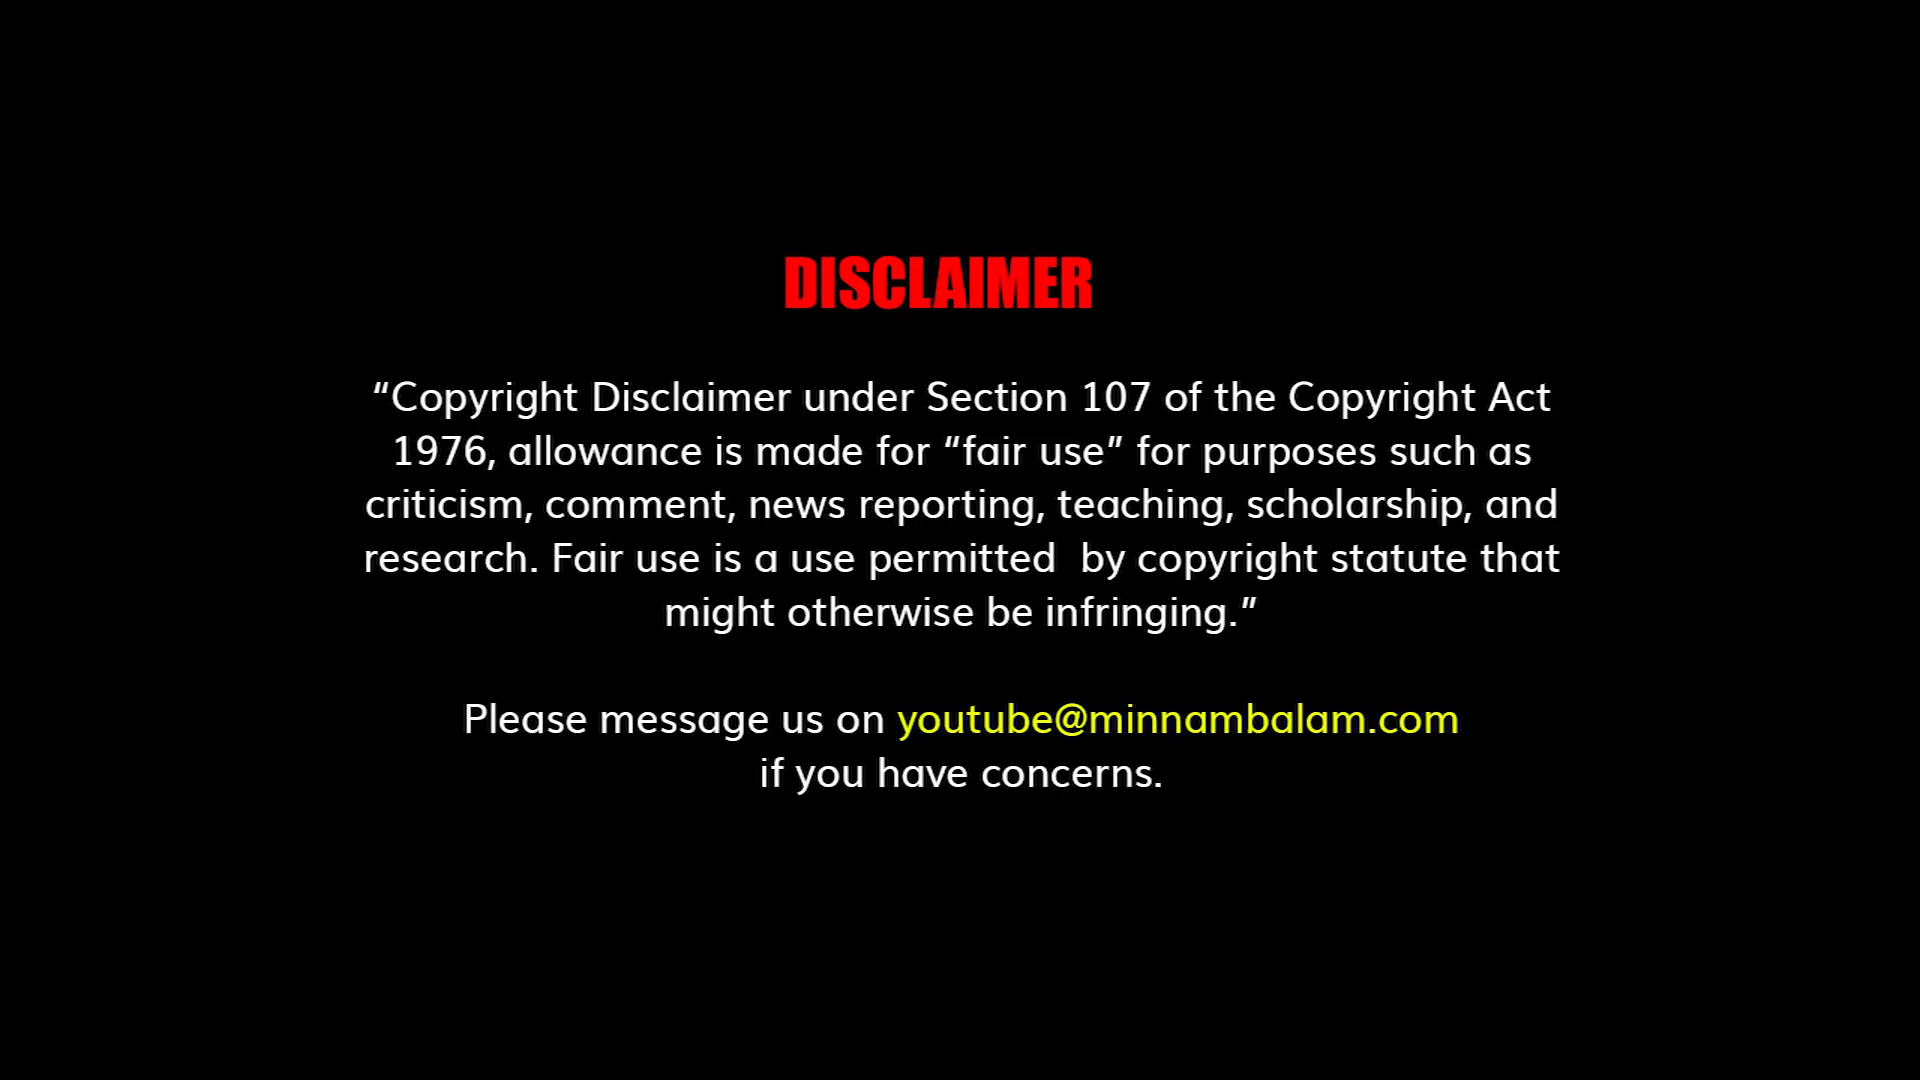 DISCLAIMER
“Copyright Disclaimer under Section 107 of the Copyright Act
1976, allowance is made for “fair use” for purposes such as
criticism, comment, news reporting, teaching, scholarship, and
research. Fair use is a use permitted  by copyright statute that
might otherwise be infringing.”
Please message us on youtube@minnambalam.com
if you have concerns.